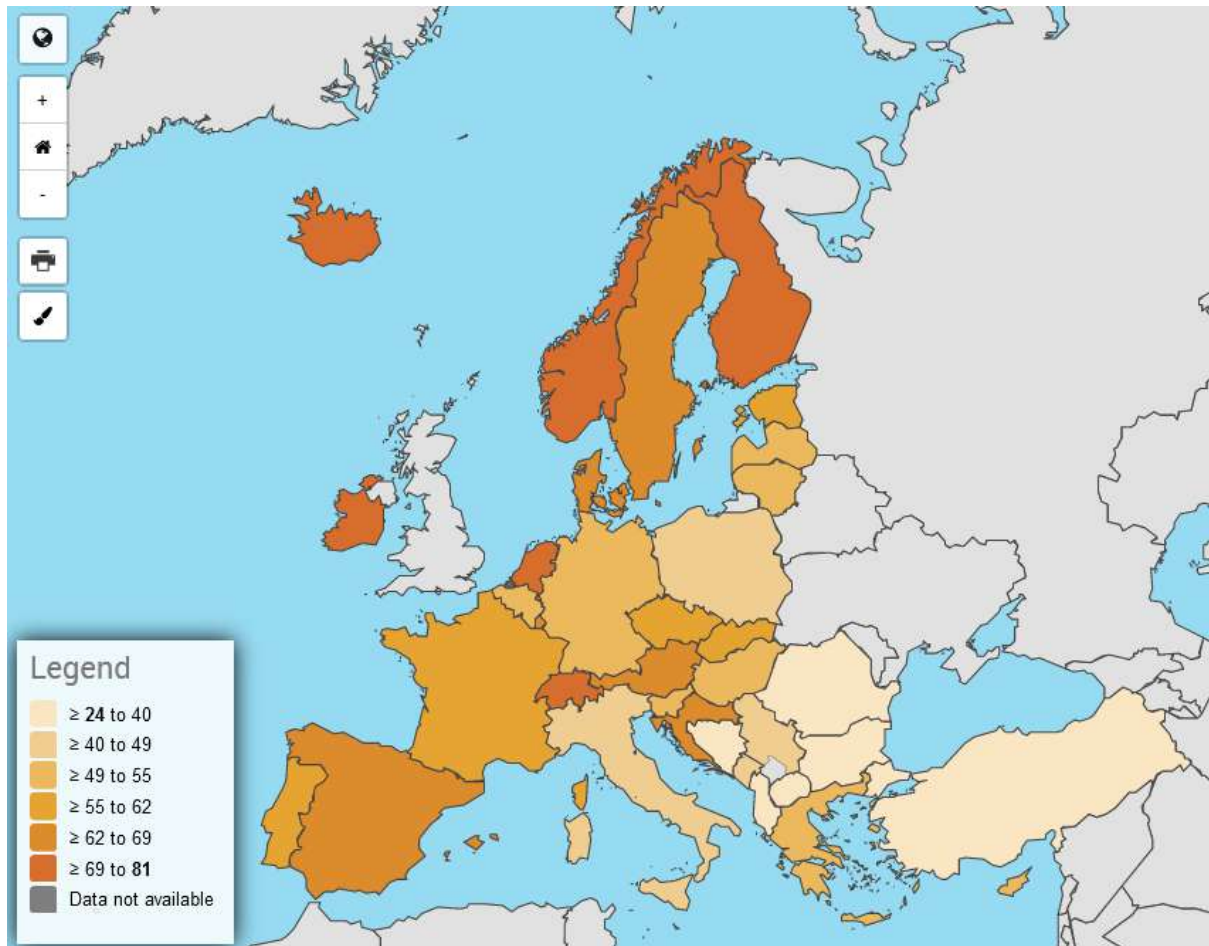 +
-
Legend
≥ 24 to 40
≥ 40 to 49
≥ 49 to 55
≥ 55 to 62
≥ 62 to 69
≥ 69 to 81
Data not available